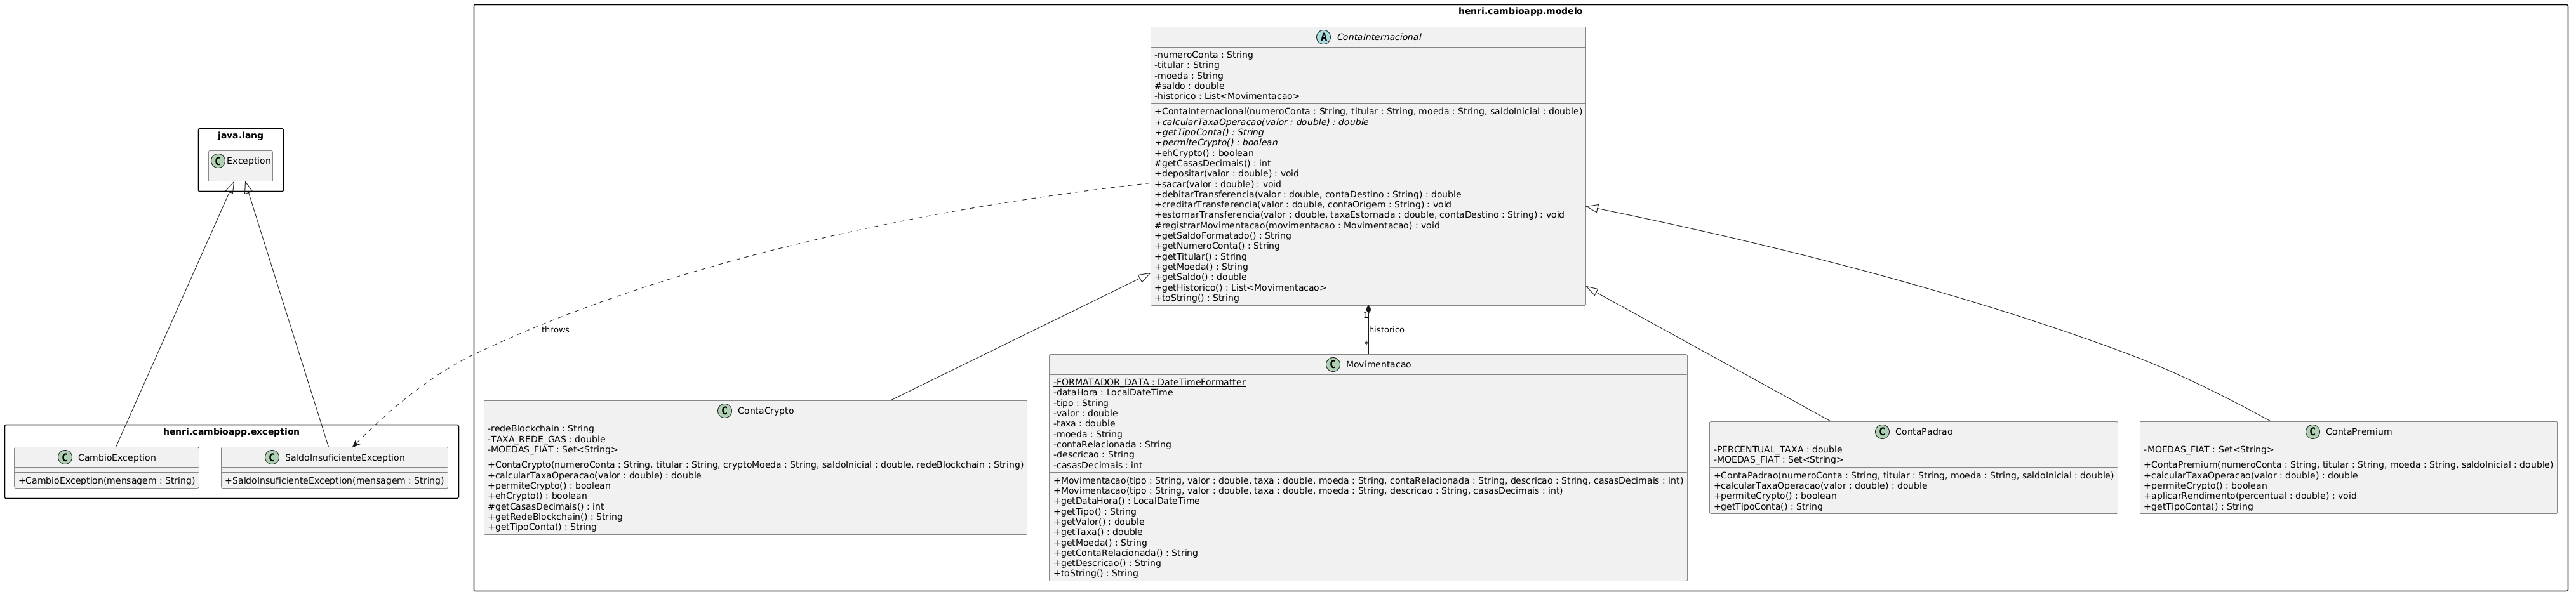 henri.cambioapp.modelo
A ContaInternacional
-numeroConta : String
-titular : String
-moeda : String
#saldo : double
-historico : List<Movimentacao>
+ContaInternacional(numeroConta : String, titular : String, moeda : String, saldoInicial : double)
+calcularTaxaOperacao(valor : double) : double
+getTipoConta() : String
+permiteCrypto() : boolean
+ehCrypto() : boolean
#getCasasDecimais() : int
+depositar(valor : double) : void
+sacar(valor : double) : void
+debitarTransferencia(valor : double, contaDestino : String) : double
+creditarTransferencia(valor : double, contaOrigem : String) : void
+estornarTransferencia(valor : double, taxaEstornada : double, contaDestino : String) : void
#registrarMovimentacao(movimentacao : Movimentacao) : void
+getSaldoFormatado() : String
+getNumeroConta() : String
+getTitular() : String
+getMoeda() : String
+getSaldo() : double
+getHistorico() : List<Movimentacao>
+toString() : String
java.lang
C Exception
throws
1
historico
*
henri.cambioapp.exception
C CambioException
+CambioException(mensagem : String)
C SaldoInsuficienteException
+SaldoInsuficienteException(mensagem : String)
C ContaCrypto
-redeBlockchain : String
-TAXA_REDE_GAS : double
-MOEDAS_FIAT : Set<String>
+ContaCrypto(numeroConta : String, titular : String, cryptoMoeda : String, saldoInicial : double, redeBlockchain : String)
+calcularTaxaOperacao(valor : double) : double
+permiteCrypto() : boolean
+ehCrypto() : boolean
#getCasasDecimais() : int
+getRedeBlockchain() : String
+getTipoConta() : String
C Movimentacao
-FORMATADOR_DATA : DateTimeFormatter
-dataHora : LocalDateTime
-tipo : String
-valor : double
-taxa : double
-moeda : String
-contaRelacionada : String
-descricao : String
-casasDecimais : int
+Movimentacao(tipo : String, valor : double, taxa : double, moeda : String, contaRelacionada : String, descricao : String, casasDecimais : int)
+Movimentacao(tipo : String, valor : double, taxa : double, moeda : String, descricao : String, casasDecimais : int)
+getDataHora() : LocalDateTime
+getTipo() : String
+getValor() : double
+getTaxa() : double
+getMoeda() : String
+getContaRelacionada() : String
+getDescricao() : String
+toString() : String
C ContaPadrao
-PERCENTUAL_TAXA : double
-MOEDAS_FIAT : Set<String>
+ContaPadrao(numeroConta : String, titular : String, moeda : String, saldoInicial : double)
+calcularTaxaOperacao(valor : double) : double
+permiteCrypto() : boolean
+getTipoConta() : String
C ContaPremium
-MOEDAS_FIAT : Set<String>
+ContaPremium(numeroConta : String, titular : String, moeda : String, saldoInicial : double)
+calcularTaxaOperacao(valor : double) : double
+permiteCrypto() : boolean
+aplicarRendimento(percentual : double) : void
+getTipoConta() : String